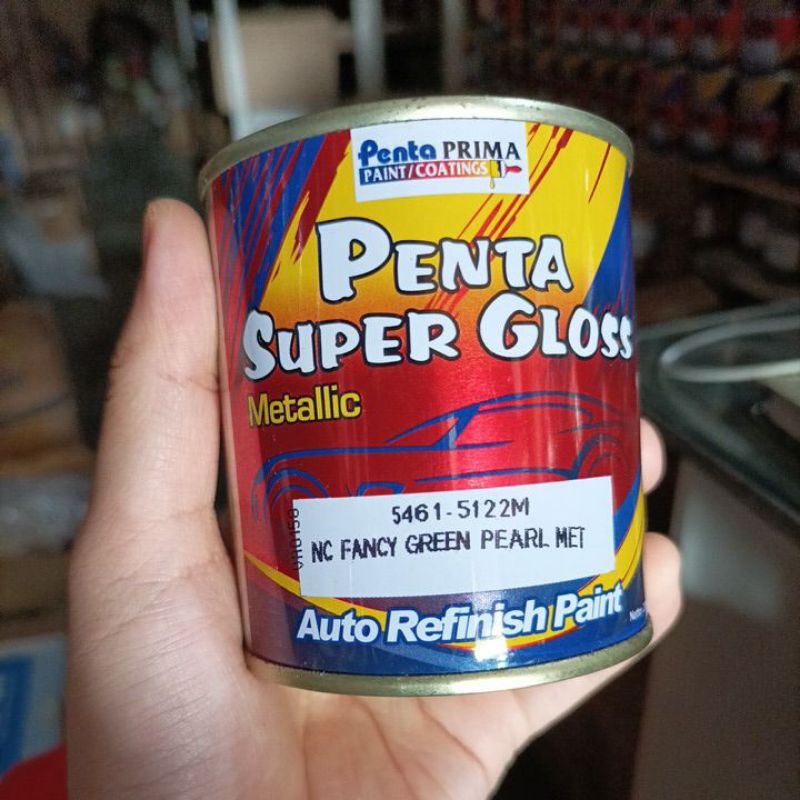 Penta PRIMA
PAINT/COATINGS
PENTA
SUPER GLOSS
Metallic
5461-5122M
NC FANCY GREEN PEARL MET
Auto Refinish Paint